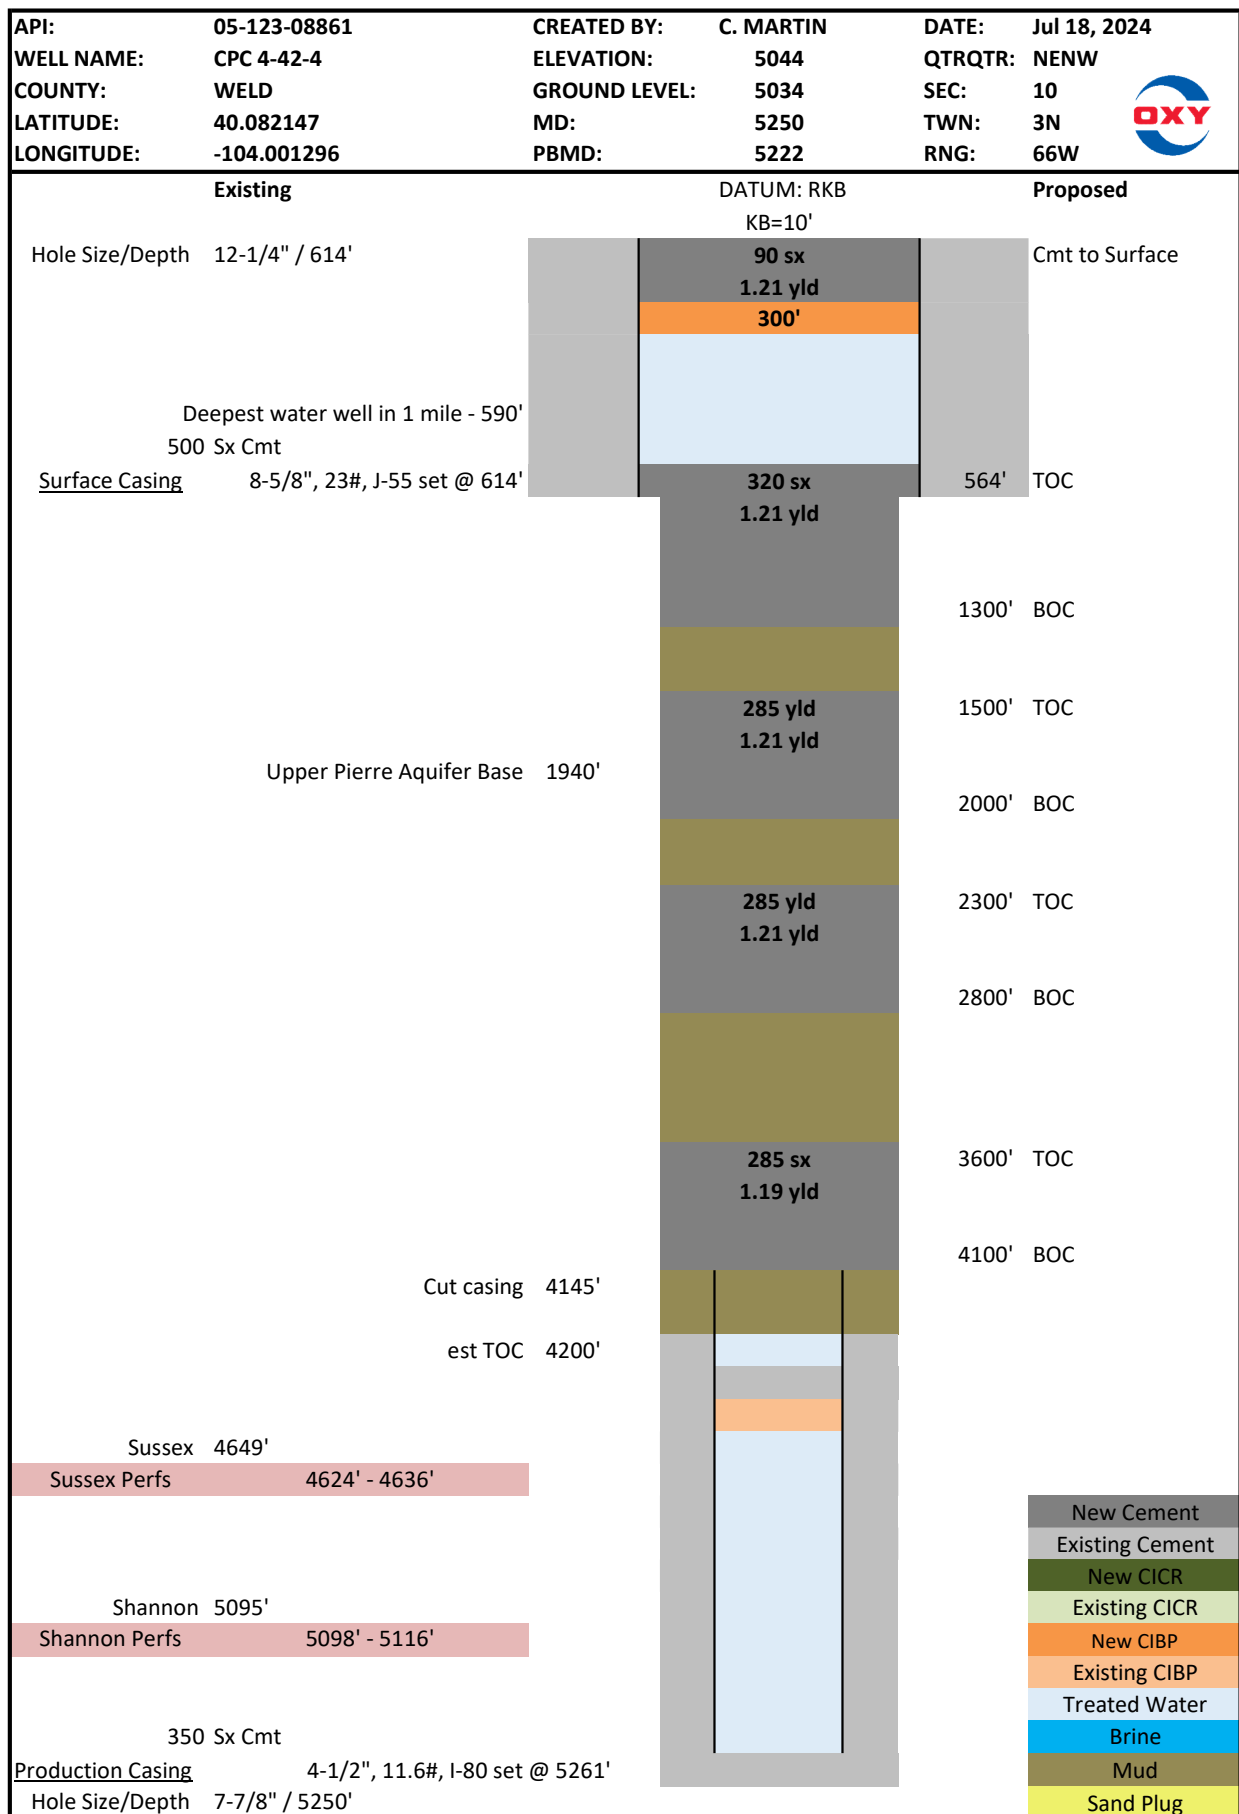 API: 05-123-08861 CREATED BY: C. MARTIN DATE: Jul 18, 2024
WELL NAME: CPC 4-42-4 ELEVATION: 5044 QTRQTR: NENW
COUNTY: WELD GROUND LEVEL: 5034 SEC: 10
LATITUDE: 40.082147 MD: 5250 TWN: 3N
OXY
LONGITUDE: -104.001296 PBMD: 5222 RNG: 66W
Existing DATUM: RKB Proposed
KB=10'
Hole Size/Depth 12-1/4" / 614' 90 sx Cmt to Surface
1.21 yld
300'
Deepest water well in 1 mile - 590'
500 Sx Cmt
Surface Casing 8-5/8", 23#, J-55 set @ 614' 320 sx 564' TOC
1.21 yld
1300' BOC
285 yld 1500' TOC
1.21 yld
Upper Pierre Aquifer Base 1940'
2000' BOC
285 yld 2300' TOC
1.21 yld
2800' BOC
285 sx 3600' TOC
1.19 yld
4100' BOC
Cut casing 4145'
est TOC 4200'
Sussex 4649'
Sussex Perfs 4624' - 4636'
New Cement
Existing Cement
New CICR
Shannon 5095' Existing CICR
Shannon Perfs 5098' - 5116' New CIBP
Existing CIBP
Treated Water
350 Sx Cmt Brine
Production Casing 4-1/2", 11.6#, I-80 set @ 5261' Mud
Hole Size/Depth 7-7/8" / 5250' Sand Plug